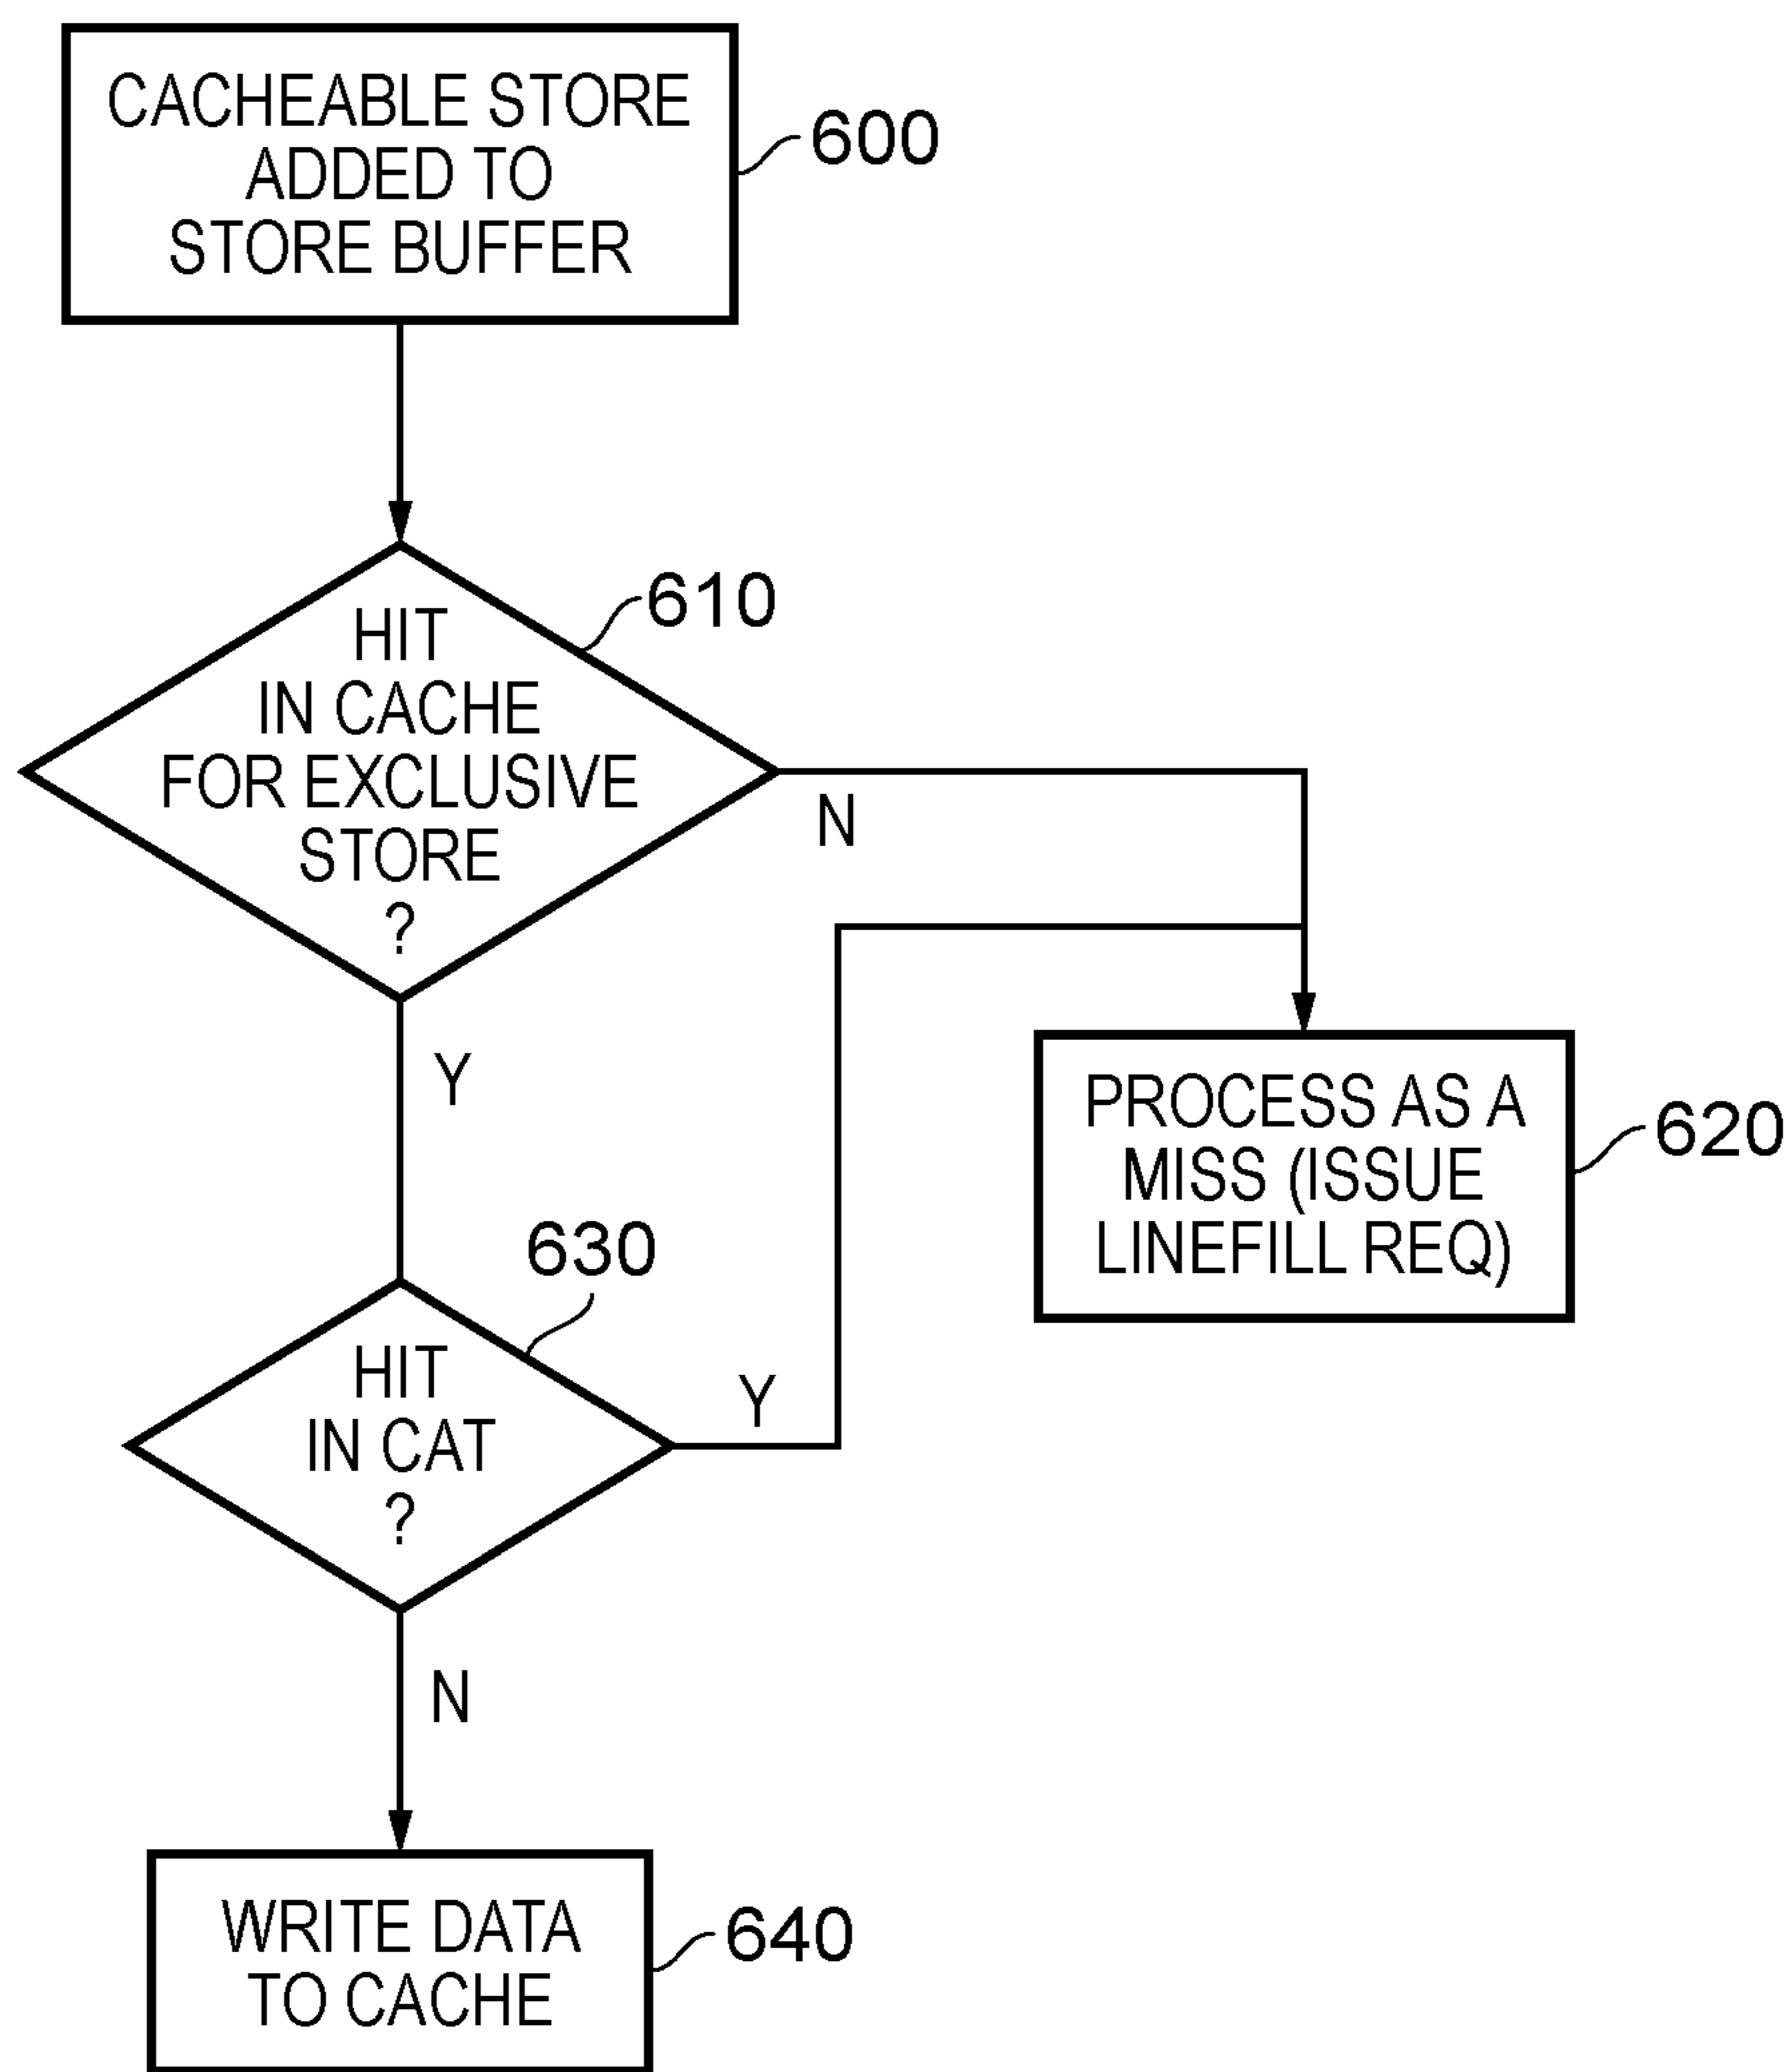 CACHEABLE STORE
ADDED TO
STORE BUFFER
600
HIT
IN CACHE
FOR EXCLUSIVE
STORE
?
610
N
Y
PROCESS AS A
MISS (ISSUE
LINEFILL REQ)
620
630
HIT
IN CAT
?
Y
N
WRITE DATA
TO CACHE
640